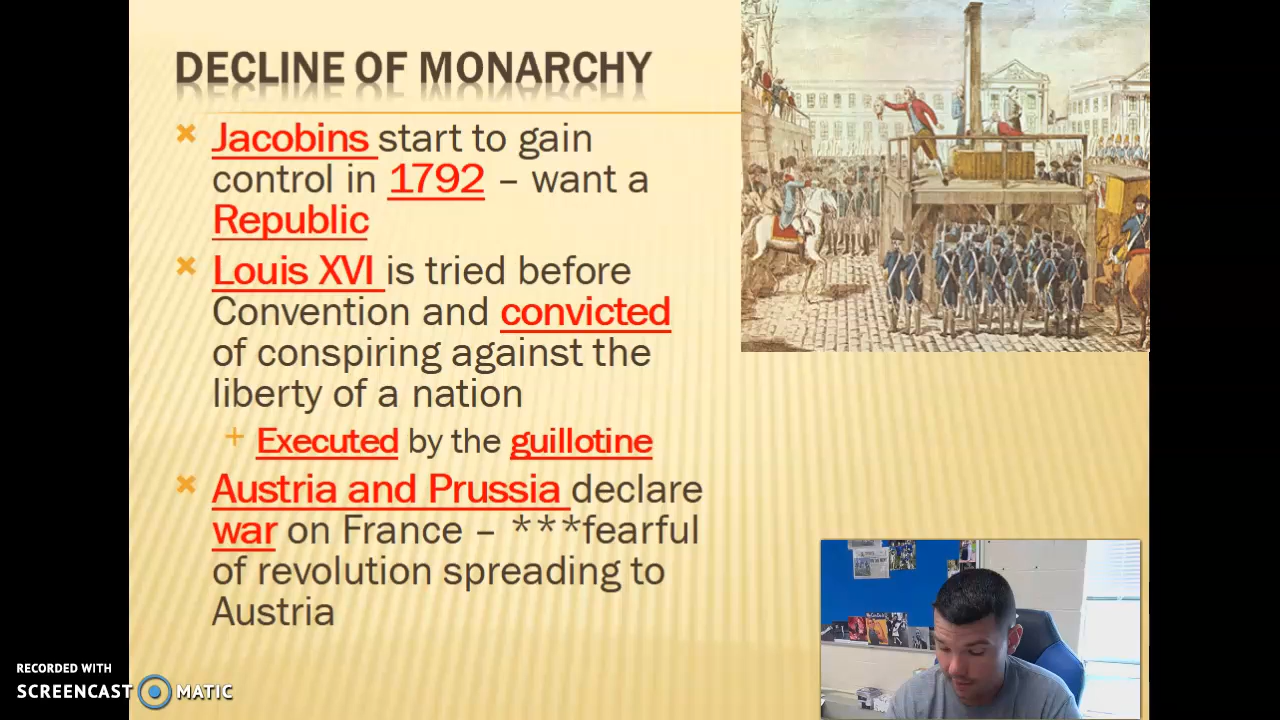 DECLINE OF MONARCHY
Jacobins start to gain
control in 1792 – want a
Republic
Louis XVI is tried before
Convention and convicted
of conspiring against the
liberty of a nation
Executed by the guillotine
Austria and Prussia declare
war on France – ***fearful
of revolution spreading to
Austria
RECORDED WITH
SCREENCAST MATIC